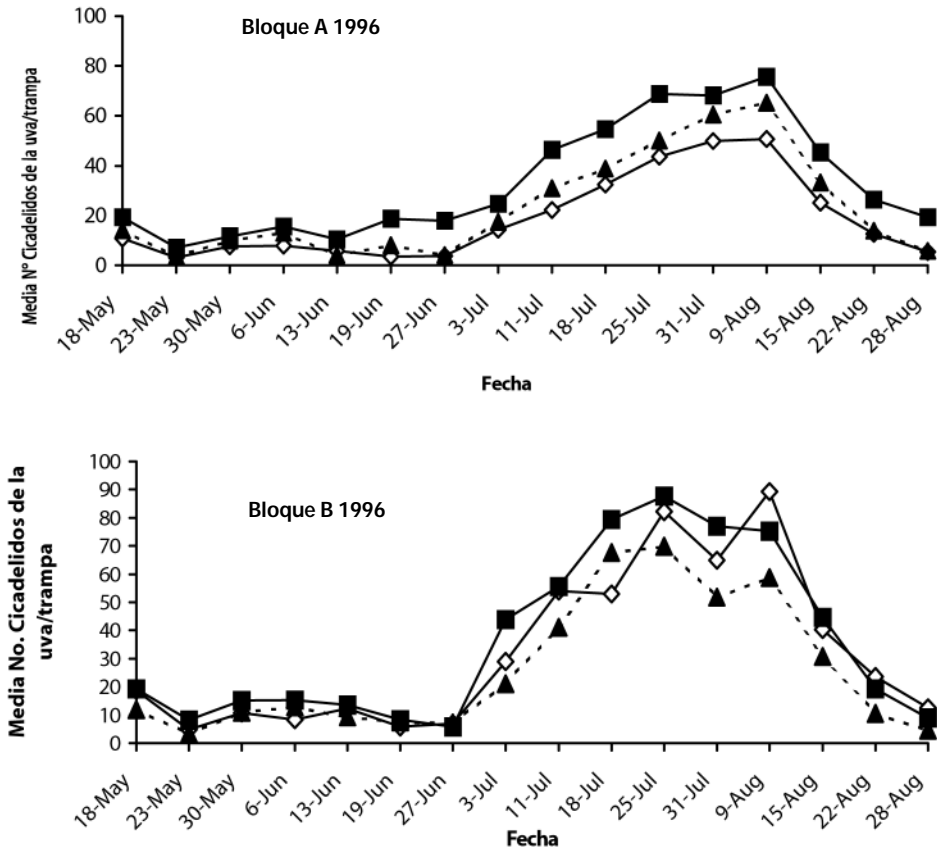 Bloque A 1996
Media Nº Cicadelidos de la uva/trampa
100
80
60
40
20
0
18-May
23-May
30-May
6-Jun
13-Jun
19-Jun
27-Jun
3-Jul
11-Jul
18-Jul
25-Jul
31-Jul
9-Aug
15-Aug
22-Aug
28-Aug
Fecha
Bloque B 1996
Media No. Cicadelidos de la
uva/trampa
100
90
80
70
60
50
40
30
20
10
0
18-May
23-May
30-May
6-Jun
13-Jun
19-Jun
27-Jun
3-Jul
11-Jul
18-Jul
25-Jul
31-Jul
9-Aug
15-Aug
22-Aug
28-Aug
Fecha